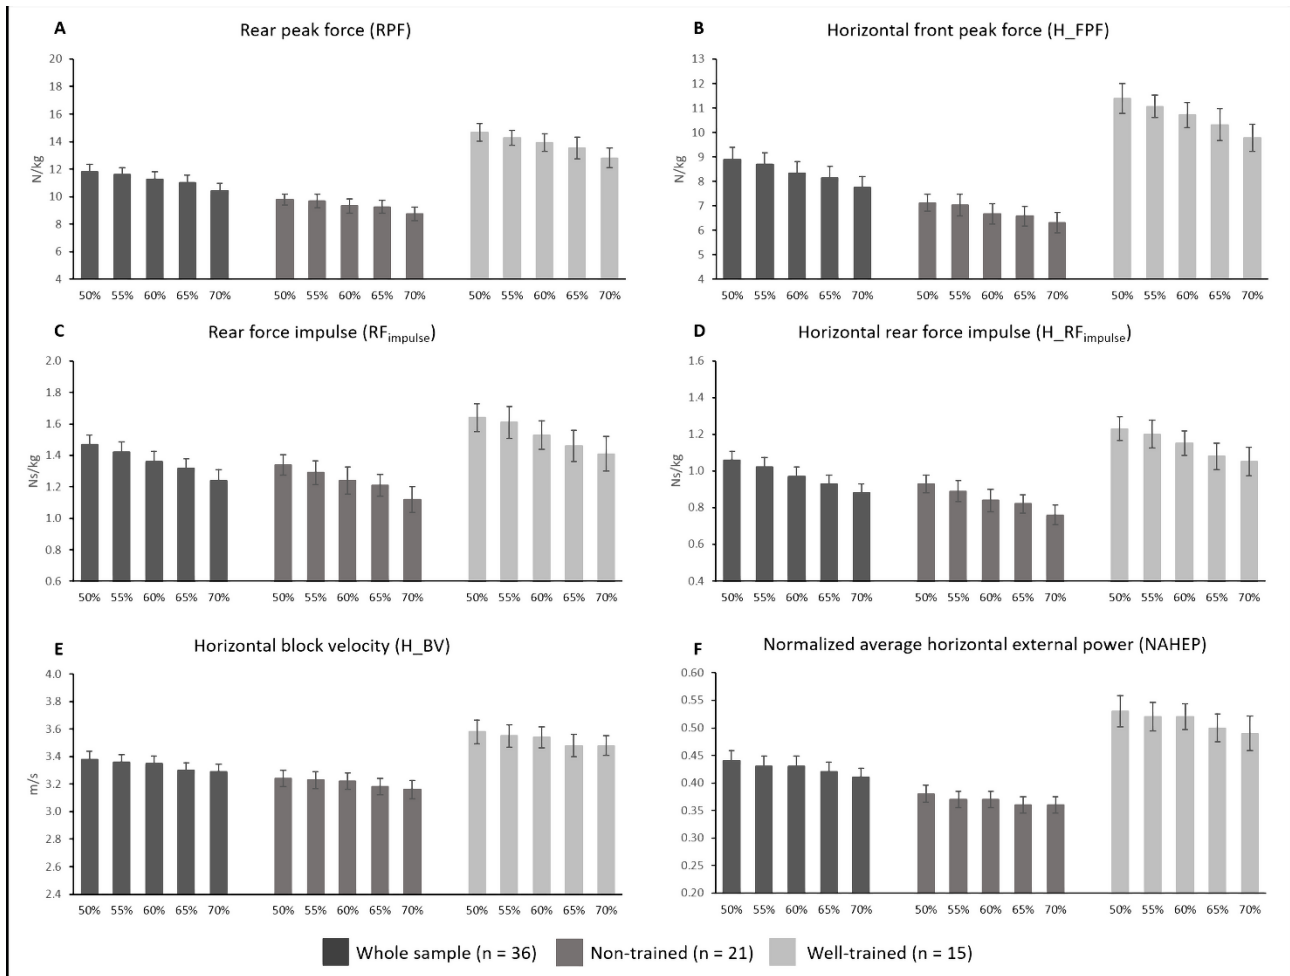 A Rear peak force (RPF)
B Horizontal front peak force (H_FPF)
20
18
16
14
12
10
8
6
4
N/kg
50% 55% 60% 65% 70% 50% 55% 60% 65% 70% 50% 55% 60% 65% 70%
13
12
11
10
9
8
7
6
5
4
N/kg
50% 55% 60% 65% 70% 50% 55% 60% 65% 70% 50% 55% 60% 65% 70%
C Rear force impulse (RFimpulse)
D Horizontal rear force impulse (H_RFimpulse)
2.0
1.8
1.6
1.4
1.2
1.0
0.8
0.6
Ns/kg
50% 55% 60% 65% 70% 50% 55% 60% 65% 70% 50% 55% 60% 65% 70%
1.6
1.4
1.2
1.0
0.8
0.6
0.4
Ns/kg
50% 55% 60% 65% 70% 50% 55% 60% 65% 70% 50% 55% 60% 65% 70%
E Horizontal block velocity (H_BV)
F Normalized average horizontal external power (NAHEP)
4.0
3.8
3.6
3.4
3.2
3.0
2.8
2.6
2.4
m/s
50% 55% 60% 65% 70% 50% 55% 60% 65% 70% 50% 55% 60% 65% 70%
0.60
0.55
0.50
0.45
0.40
0.35
0.30
0.25
0.20
50% 55% 60% 65% 70% 50% 55% 60% 65% 70% 50% 55% 60% 65% 70%
Whole sample (n = 36) Non-trained (n = 21) Well-trained (n = 15)